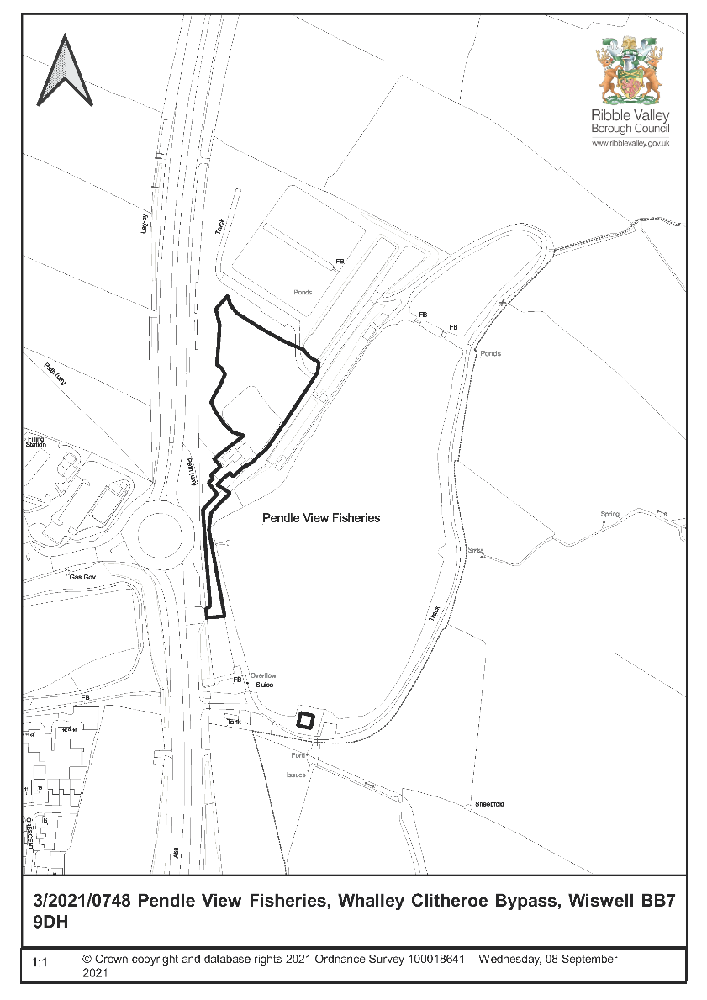 Ribble Valley
Borough Council
www.ribblevalley.gov.uk
Lay-by
Track
FB
Ponds
FB
FB
Ponds
Path (um)
Filling
Station
Path (um)
Pendle View Fisheries
Spring
Sinks
Gas Gov
Track
Overflow
FB
Sluice
FB
Tank
Ford
Issues
Sheepfold
CRESCENT
A59
3/2021/0748 Pendle View Fisheries, Whalley Clitheroe Bypass, Wiswell BB7
9DH
1:1
© Crown copyright and database rights 2021 Ordnance Survey 100018641 Wednesday, 08 September
2021